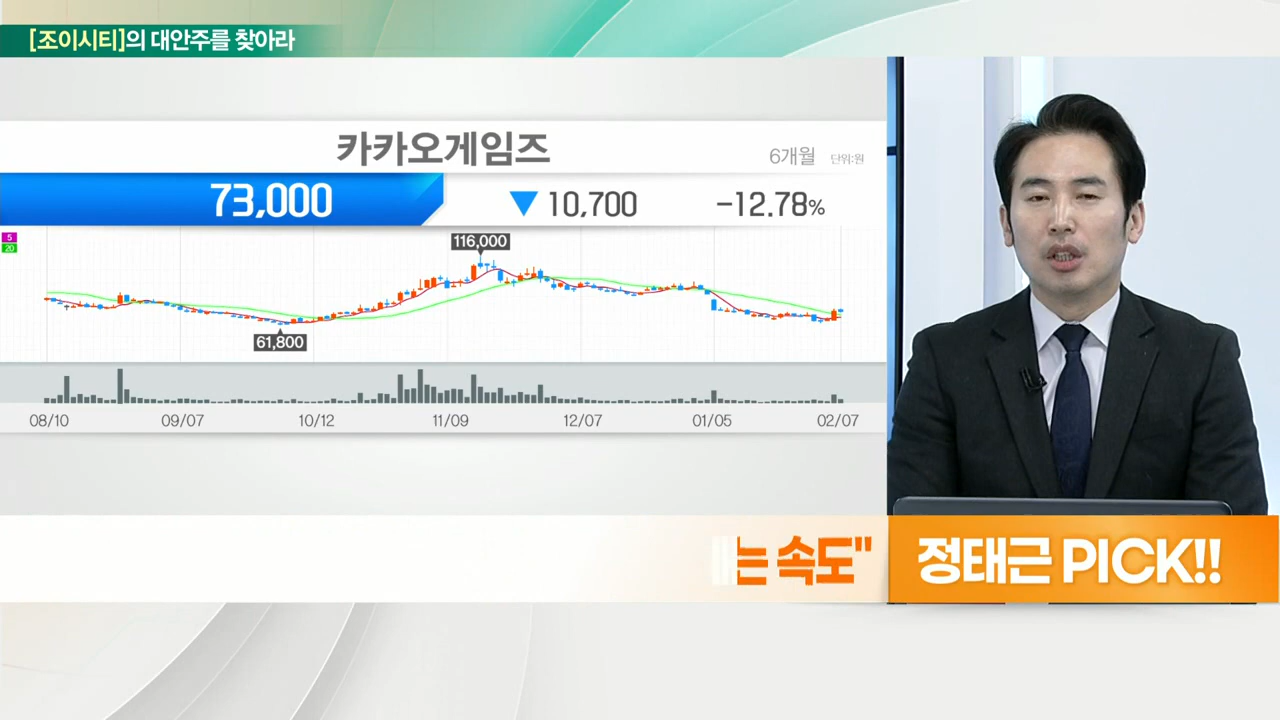 [조이시티]의 대안주를 찾아라
카카오게임즈
6개월 단위:원
73,000 ▼ 10,700 -12.78%
5
20
116,000
61,800
08/10 09/07 10/12 11/09 12/07 01/05 02/07
는 속도"
정태근 PICK!!